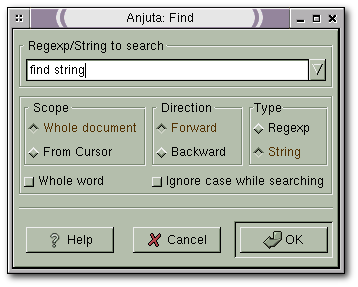 Anjuta: Find
Regexp/String to search
find string
Scope
Direction
Type
Whole document
Forward
Regexp
From Cursor
Backward
String
Whole word
Ignore case while searching
? Help
Cancel
OK